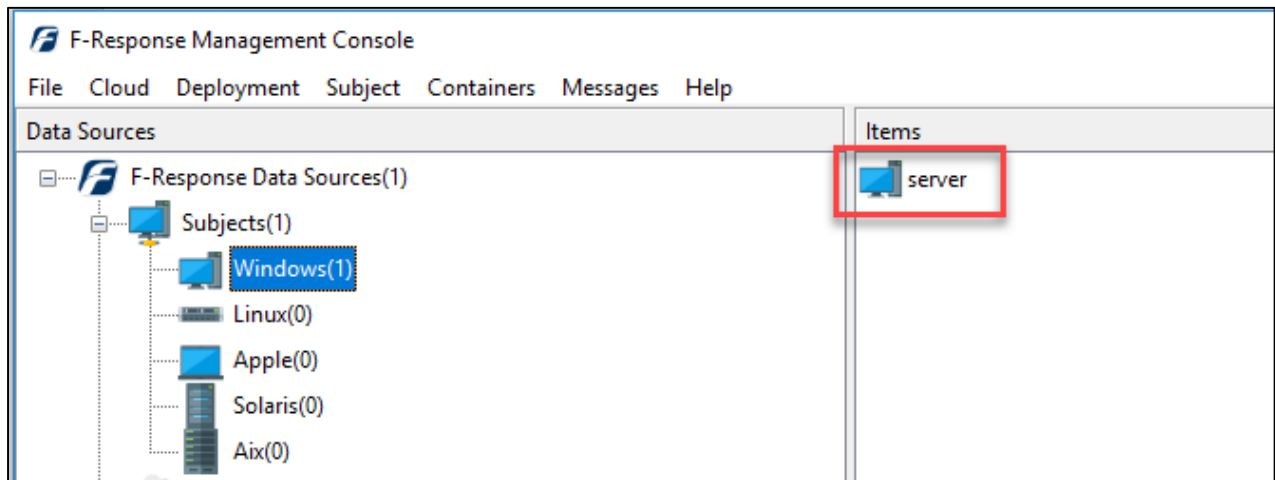 F-Response Management Console
File Cloud Deployment Subject Containers Messages Help
Data Sources
Items
F-Response Data Sources(1)
server
Subjects(1)
Windows(1)
Linux(0)
Apple(0)
Solaris(0)
Aix(0)